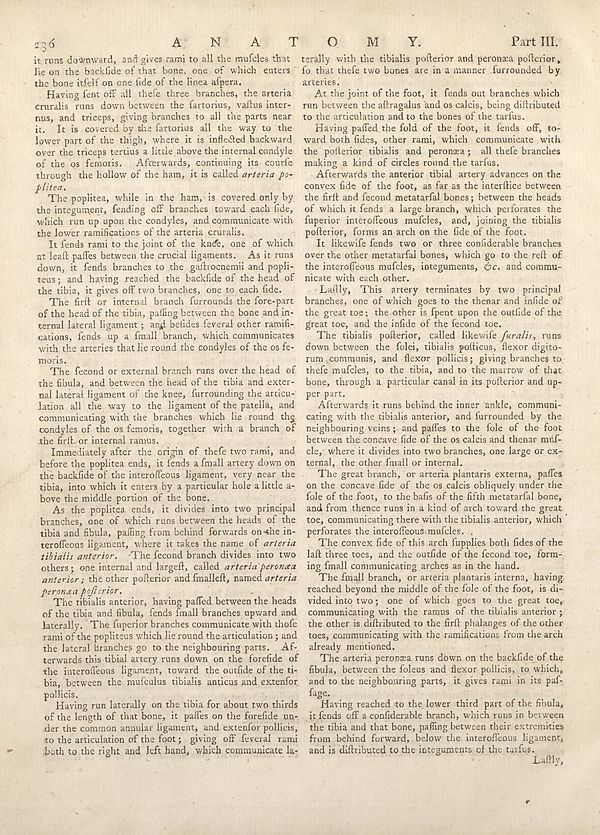 236 A N A T O M Y. Part III.
it runs downward, and gives rami to all the muſcles that
lie on the backſide of that bone, one of which enters
the bone itſelf on one ſide of the linea aſpera.
Having ſent off all theſe three branches, the arteria
cruralis runs down between the ſartorius, vaſtus inter-
nus, and triceps, giving branches to all the parts near
it. It is covered by the ſartorius all the way to the
lower part of the thigh, where it is inflected backward
over the triceps tertius a little above the internal condyle
of the os femoris. Afterwards, continuing its courſe
through the hollow of the ham, it is called arteria po-
plitea.
The poplitea, while in the ham, is covered only by
the integument, ſending off branches toward each ſide,
which run up upon the condyles, and communicate with
the lower ramifications of the arteria cruralis.
It ſends rami to the joint of the knee, one of which
at leaſt paſſes between the crucial ligaments. As it runs
down, it ſends branches to the gaſtrocnemii and popli-
teus; and having reached the backſide of the head of
the tibia, it gives off two branches, one to each ſide.
The firſt or internal branch ſurrounds the fore-part
of the head of the tibia, paſſing between the bone and in-
ternal lateral ligament; and beſides ſeveral other ramifi-
cations, ſends up a ſmall branch, which communicates
with the arteries that lie round the condyles of the os fe-
moris.
The ſecond or external branch runs over the head of
the fibula, and between the head of the tibia and exter-
nal lateral ligament of the knee, ſurrounding the articu-
lation all the way to the ligament of the patella, and
communicating with the branches which lie round the
condyles of the os femoris, together with a branch of
the firſt or internal ramus.
Immediately after the origin of theſe two rami, and
before the poplitea ends, it ſends a ſmall artery down on
the backſide of the interoſſeous ligament, very near the
tibia, into which it enters by a particular hole a little a-
bove the middle portion of the bone.
As the poplitea ends, it divides into two principal
branches, one of which runs between the heads of the
tibia and fibula, paſſing from behind forwards on the in-
teroſſeous ligament, where it takes the name of arteria
tibialis anterior. The ſecond branch divides into two
others; one internal and largeſt, called arteria peronæa
anterior; the other poſterior and ſmalleſt, named arteria
peronæa poſterior.
The tibialis anterior, having paſſed between the heads
of the tibia and fibula, ſends ſmall branches upward and
laterally. The ſuperior branches communicate with thoſe
rami of the popliteus which lie round the articulation; and
the lateral branches go to the neighbouring parts. Af-
terwards this tibial artery runs down on the foreſide of
the interoſſeous ligament, toward the outſide of the ti-
bia, between the muſculus tibialis anticus and extenſor
pollicis.
Having run laterally on the tibia for about two thirds
of the length of that bone, it paſſes on the foreſide un-
der the common annular ligament, and extenſor pollicis,
to the articulation of the foot; giving off ſeveral rami
both to the right and left hand, which communicate la-
terally with the tibialis poſterior and peronæa poſterior,
ſo that theſe two bones are in a manner ſurrounded by
arteries.
At the joint of the foot, it ſends out branches which
run between the aſtragalus and os calcis, being diſtributed
to the articulation and to the bones of the tarſus.
Having paſſed the fold of the foot, it ſends off, to-
ward both ſides, other rami, which communicate with
the poſterior tibialis and peronæa; all theſe branches
making a kind of circles round the tarſus.
Afterwards the anterior tibial artery advances on the
convex ſide of the foot, as far as the interſtice between
the firſt and ſecond metatarſal bones; between the heads
of which it ſends a large branch, which perforates the
ſuperior interoſſeous muſcles, and, joining the tibialis
poſterior, forms an arch on the ſide of the foot.
It likewiſe ſends two or three conſiderable branches
over the other metatarſal bones, which go to the reſt of
the interoſſeous muſcles, integuments, &c. and commu-
nicate with each other.
Laſtly, This artery terminates by two principal
branches, one of which goes to the thenar and inſide of
the great toe; the other is ſpent upon the outſide of the
great toe, and the inſide of the ſecond toe.
The tibialis poſterior, called likewiſe ſuralis, runs
down between the ſolei, tibialis poſticus, flexor digito-
rum communis, and flexor pollicis; giving branches to
theſe muſcles, to the tibia, and to the marrow of that
bone, through a particular canal in its poſterior and up-
per part.
Afterwards it runs behind the inner ankle, communi-
cating with the tibialis anterior, and ſurrounded by the
neighbouring veins; and paſſes to the ſole of the foot
between the concave ſide of the os calcis and thenar muſ-
cle, where it divides into two branches, one large or ex-
ternal, the other ſmall or internal.
The great branch, or arteria plantaris externa, paſſes
on the concave ſide of the os calcis obliquely under the
ſole of the foot, to the baſis of the fifth metatarſal bone,
and from thence runs in a kind of arch toward the great
toe, communicating there with the tibialis anterior, which
perforates the interoſſeous muſcles.
The convex ſide of this arch ſupplies both ſides of the
laſt three toes, and the outſide of the ſecond toe, form-
ing ſmall communicating arches as in the hand.
The ſmall branch, or arteria plantaris interna, having
reached beyond the middle of the ſole of the foot, is di-
vided into two; one of which goes to the great toe,
communicating with the ramus of the tibialis anterior;
the other is diſtributed to the firſt phalanges of the other
toes, communicating with the ramifications from the arch
already mentioned.
The arteria peronæa runs down on the backſide of the
fibula, between the ſoleus and flexor pollicis, to which,
and to the neighbouring parts, it gives rami in its paſ-
ſage.
Having reached to the lower third part of the fibula,
it ſends off a conſiderable branch, which runs in between
the tibia and that bone, paſſing between their extremities
from behind forward, below the interoſſeous ligament,
and is diſtributed to the integuments of the tarſus.
Laſtly,